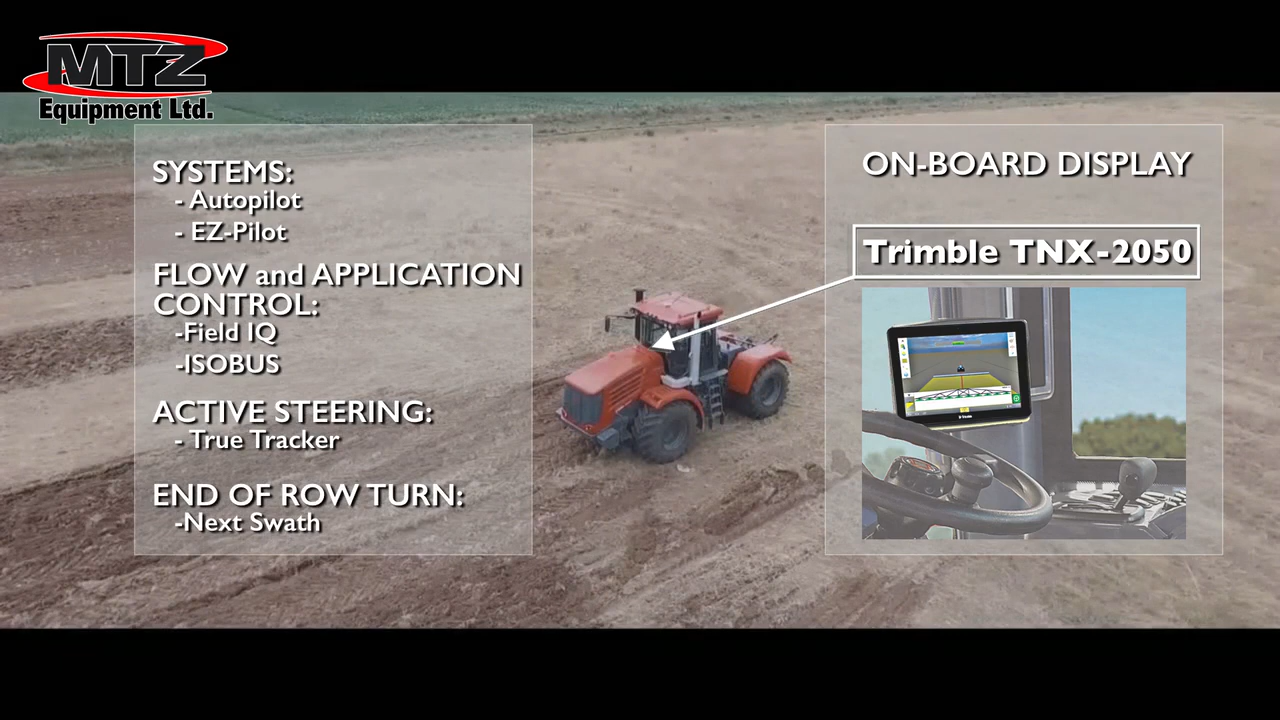 MTZ
Equipment Ltd.
SYSTEMS:
- Autopilot
- EZ-Pilot
FLOW and APPLICATION
CONTROL:
-Field IQ
-ISOBUS
ACTIVE STEERING:
- True Tracker
END OF ROW TURN:
-Next Swath
ON-BOARD DISPLAY
Trimble TNX-2050